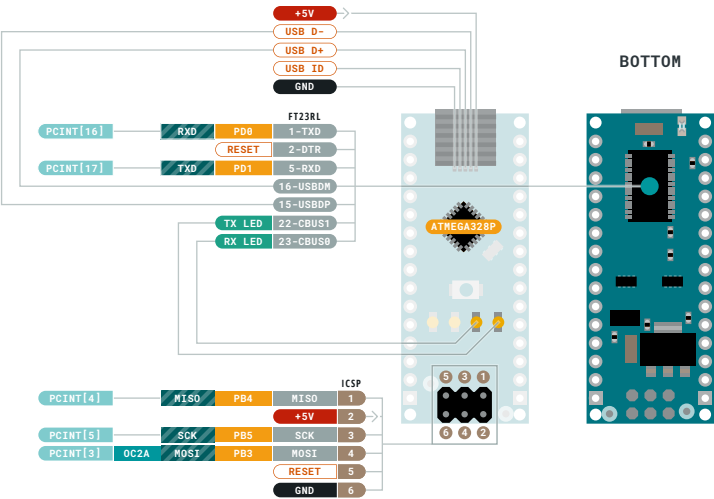 +5V
USB D-
BOTTOM
USB D+
USB ID
GND
FT23RL
PCINT[16] RXD PD0 1-TXD
RESET 2-DTR
PCINT[17] TXD PD1 5-RXD
16-USBDM
15-USBDP
TX LED 22-CBUS1
RX LED 23-CBUS0
ATMEGA328P
ICSP
5 3 1
6 4 2
PCINT[4] MISO PB4 MISO 1
+5V 2
PCINT[5] SCK PB5 SCK 3
PCINT[3] OC2A MOSI PB3 MOSI 4
RESET 5
GND 6